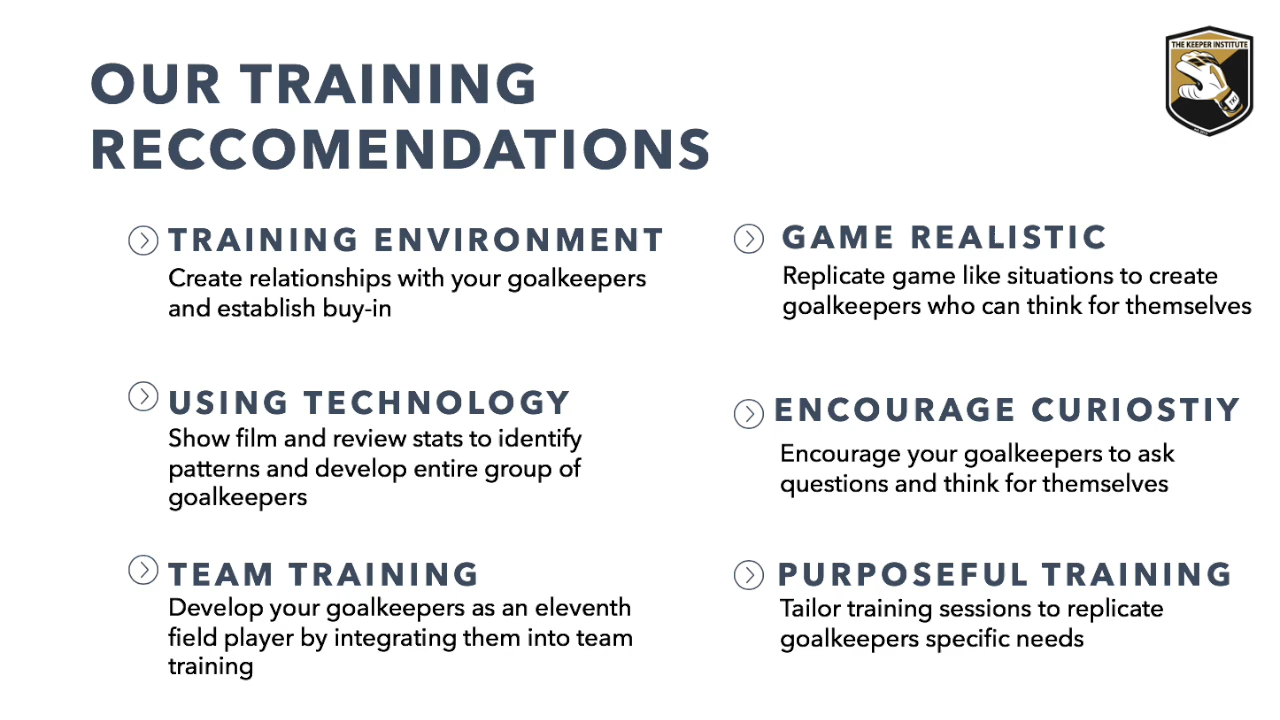 THE KEEPER INSTITUTE
TKI
OUR TRAINING
RECCOMENDATIONS
TRAINING ENVIRONMENT
Create relationships with your goalkeepers
and establish buy-in
USING TECHNOLOGY
Show film and review stats to identify
patterns and develop entire group of
goalkeepers
TEAM TRAINING
Develop your goalkeepers as an eleventh
field player by integrating them into team
training
GAME REALISTIC
Replicate game like situations to create
goalkeepers who can think for themselves
ENCOURAGE CURIOSTIY
Encourage your goalkeepers to ask
questions and think for themselves
PURPOSEFUL TRAINING
Tailor training sessions to replicate
goalkeepers specific needs